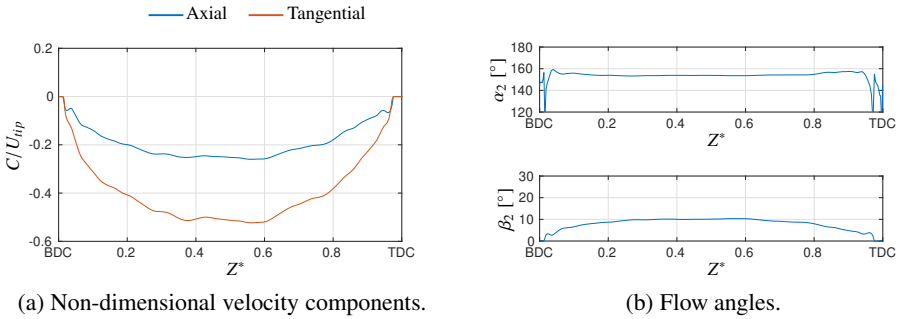 Axial Tangential
0.2
0
-0.2
-0.4
-0.6
C/U_tip
BDC 0.2 0.4 0.6 0.8 TDC
Z*
(a) Non-dimensional velocity components.
180
160
140
120
α₂ [°]
BDC 0.2 0.4 0.6 0.8 TDC
Z*
30
20
10
0
β₂ [°]
BDC 0.2 0.4 0.6 0.8 TDC
Z*
(b) Flow angles.